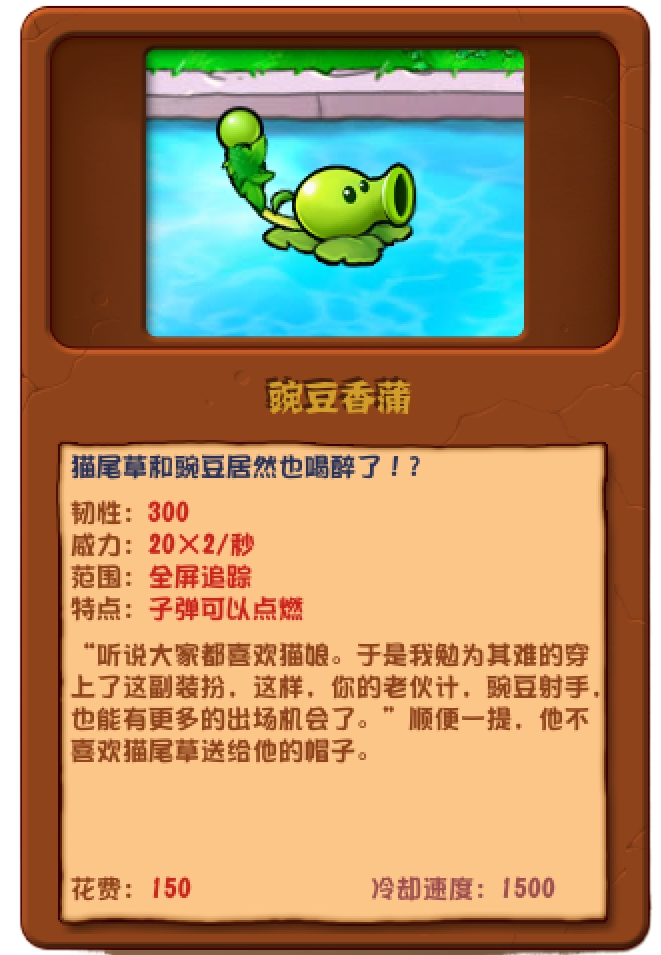 豌豆香蒲
猫尾草和豌豆居然也喝醉了！？
韧性：300
威力：20×2/秒
范围：全屏追踪
特点：子弹可以点燃
“听说大家都喜欢猫娘。于是我勉为其难的穿
上了这副装扮，这样，你的老伙计，豌豆射手，
也能有更多的出场机会了。”顺便一提，他不
喜欢猫尾草送给他的帽子。
花费：150 冷却速度：1500